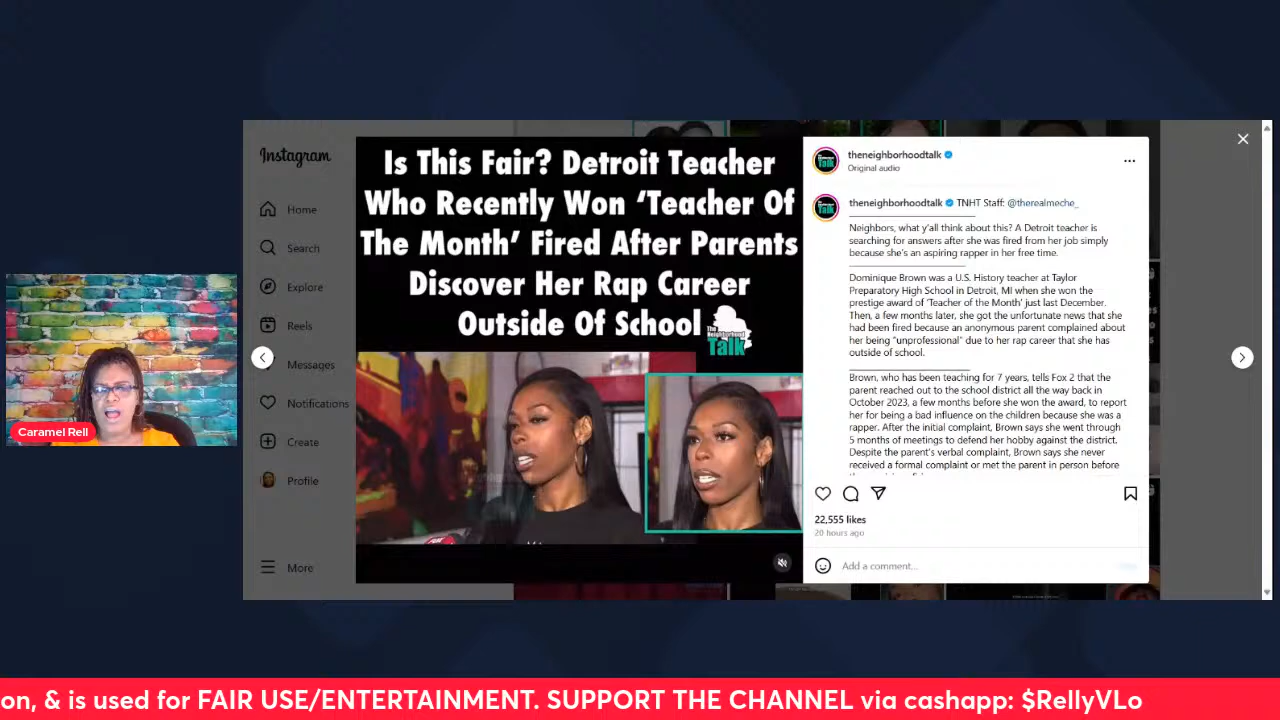 Instagram
Home
Search
Explore
Reels
Messages
Notifications
Create
Profile
More
Is This Fair? Detroit Teacher
Who Recently Won ‘Teacher Of
The Month’ Fired After Parents
Discover Her Rap Career
Outside Of School
The
Neighborhood
Talk
theneighborhoodtalk
Original audio
theneighborhoodtalk TNHT Staff: @therealmeche_
Neighbors, what y'all think about this? A Detroit teacher is
searching for answers after she was fired from her job simply
because she's an aspiring rapper in her free time.
Dominique Brown was a U.S. History teacher at Taylor
Preparatory High School in Detroit, MI when she won the
prestige award of 'Teacher of the Month' just last December.
Then, a few months later, she got the unfortunate news that she
had been fired because an anonymous parent complained about
her being "unprofessional" due to her rap career that she has
outside of school.
Brown, who has been teaching for 7 years, tells Fox 2 that the
parent reached out to the school district all the way back in
October 2023, a few months before she won the award, to report
her for being a bad influence on the children because she was a
rapper. After the initial complaint, Brown says she went through
5 months of meetings to defend her hobby against the district.
Despite the parent's verbal complaint, Brown says she never
received a formal complaint or met the parent in person before
22,555 likes
20 hours ago
Add a comment...
Caramel Rell
on, & is used for FAIR USE/ENTERTAINMENT. SUPPORT THE CHANNEL via cashapp: $RellyVLo